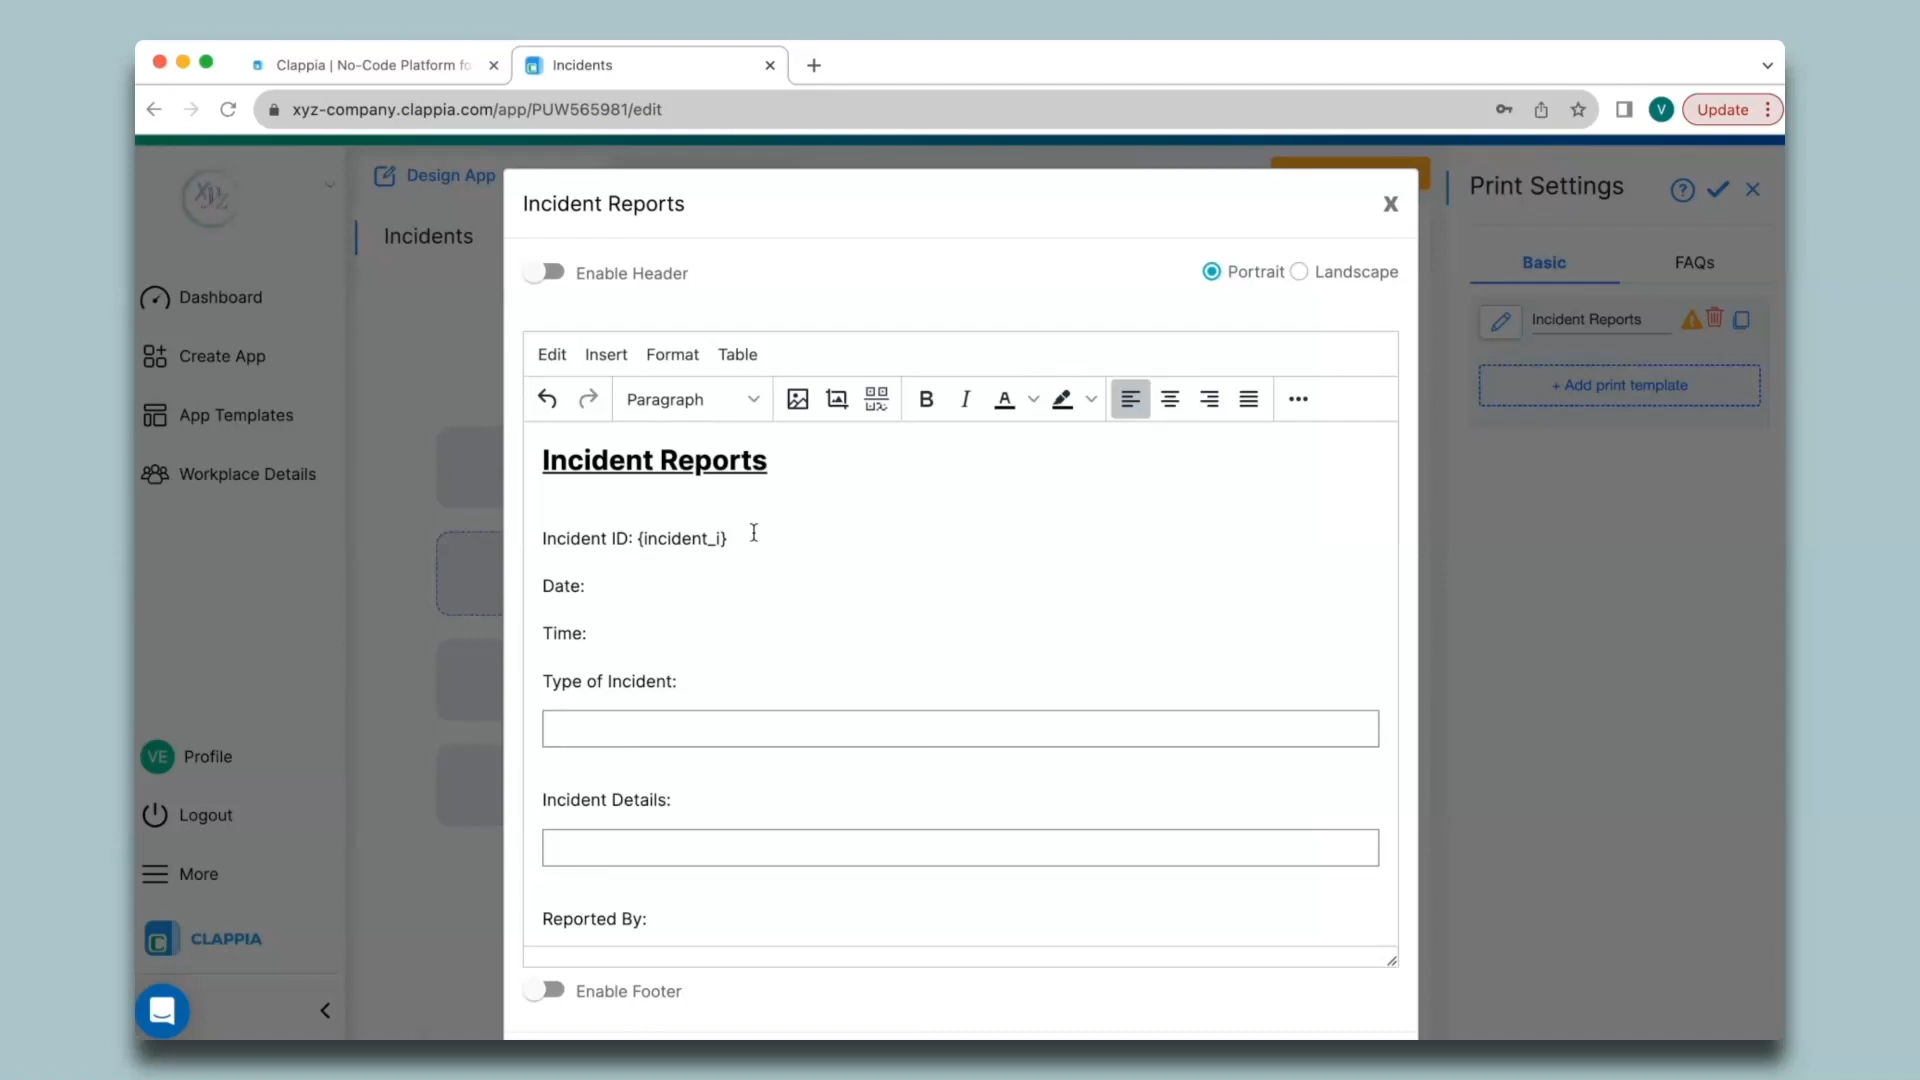 Clappia | No-Code Platform fo
Incidents
xyz-company.clappia.com/app/PUW565981/edit
V
Update
XYZ
Design App
Incidents
Dashboard
Create App
App Templates
Workplace Details
VE Profile
Logout
More
CLAPPIA
Incident Reports
X
Enable Header
Portrait
Landscape
Edit Insert Format Table
Paragraph
B I A
Incident Reports
Incident ID: {incident_i}
Date:
Time:
Type of Incident:
Incident Details:
Reported By:
Enable Footer
Print Settings
Basic
FAQs
Incident Reports
+ Add print template